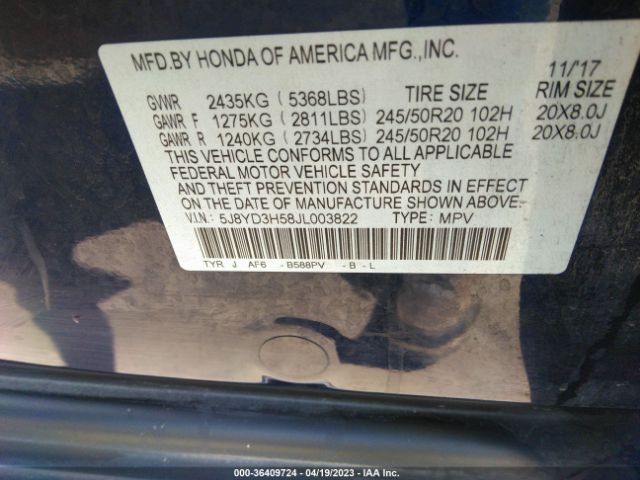 MFD.BY HONDA OF AMERICA MFG.,INC. 11/'17
GVWR 2435KG ( 5368LBS) TIRE SIZE RIM SIZE
GAWR F 1275KG ( 2811LBS) 245/50R20 102H 20X8.0J
GAWR R 1240KG ( 2734LBS) 245/50R20 102H 20X8.0J
THIS VEHICLE CONFORMS TO ALL APPLICABLE
FEDERAL MOTOR VEHICLE SAFETY
AND THEFT PREVENTION STANDARDS IN EFFECT
ON THE DATE OF MANUFACTURE SHOWN ABOVE.
V.I.N.: 5J8YD3H58JL003822 TYPE: MPV
TYR J AF6 -B588PV -B -L
000-36409724 - 04/19/2023 - IAA Inc.